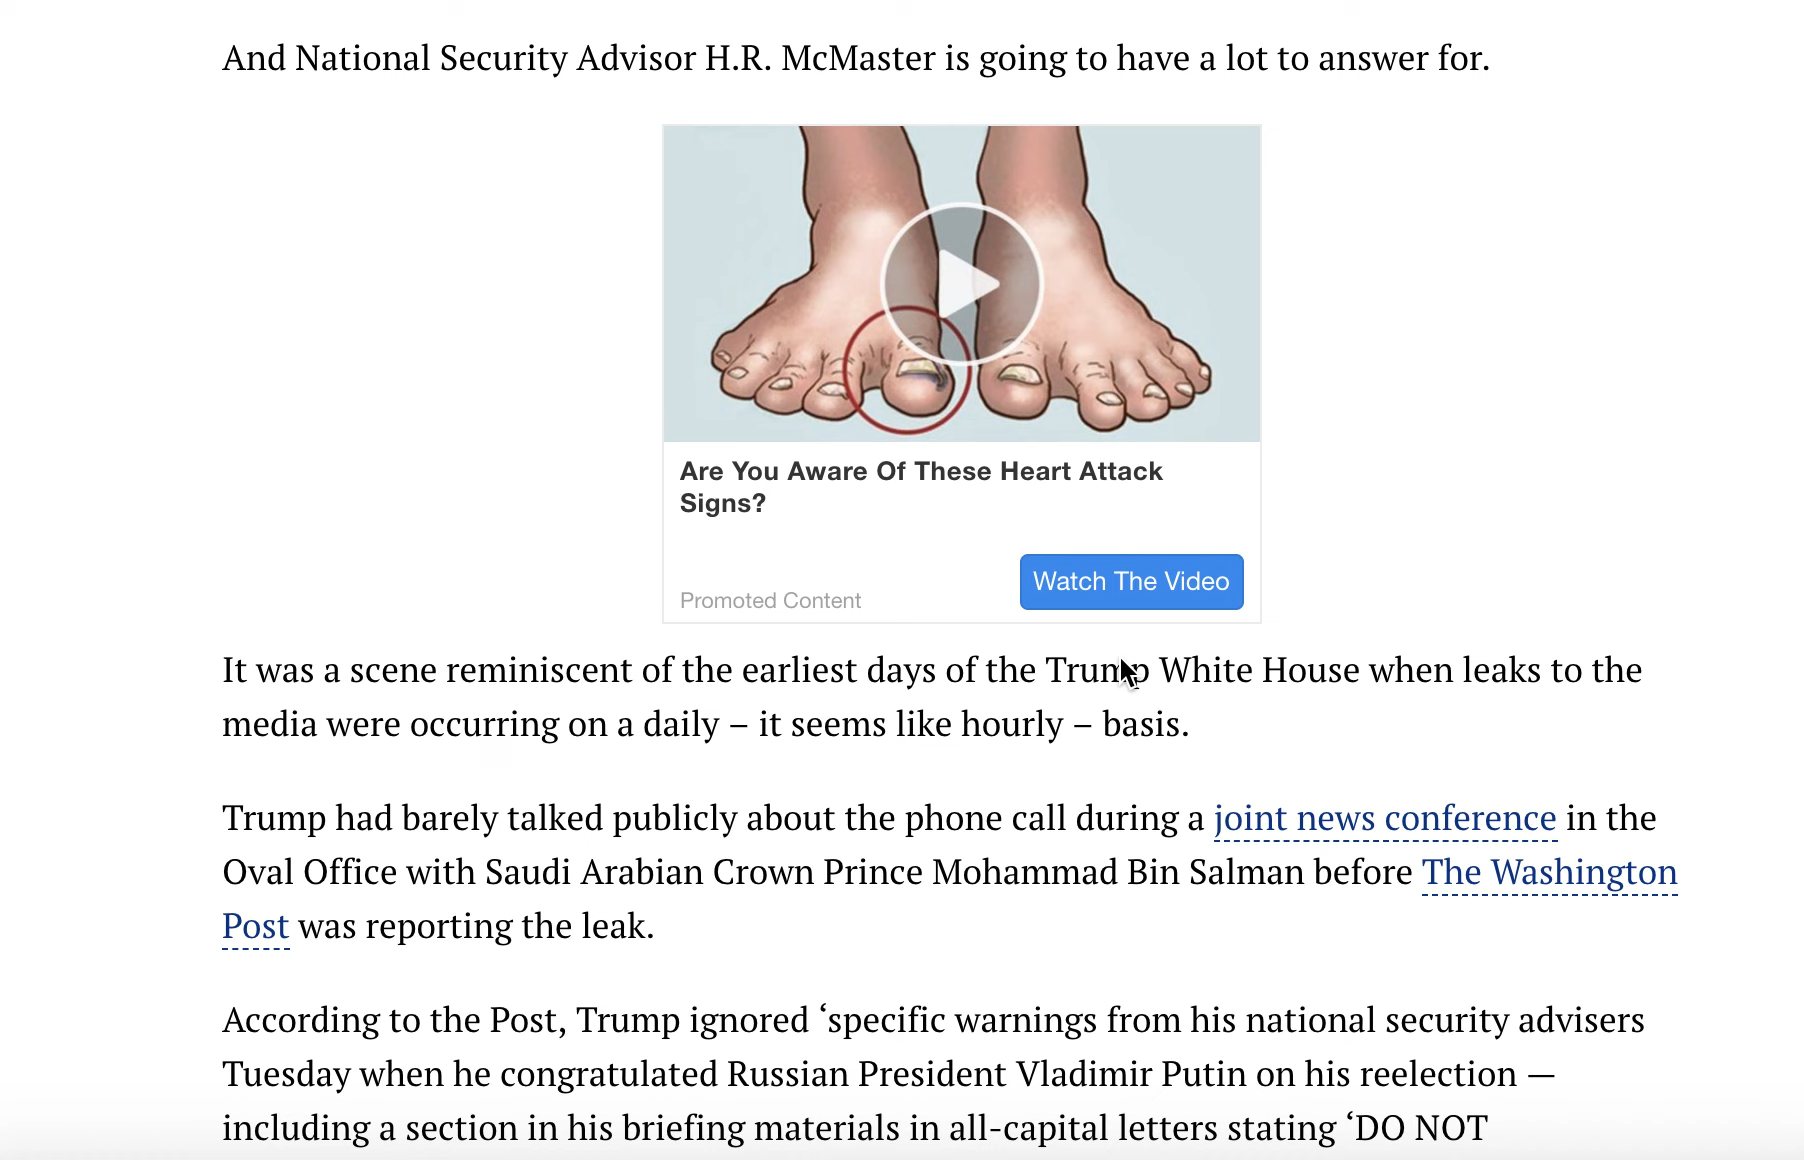 And National Security Advisor H.R. McMaster is going to have a lot to answer for.
Are You Aware Of These Heart Attack
Signs?
Promoted Content
Watch The Video
It was a scene reminiscent of the earliest days of the Trump White House when leaks to the
media were occurring on a daily – it seems like hourly – basis.
Trump had barely talked publicly about the phone call during a joint news conference in the
Oval Office with Saudi Arabian Crown Prince Mohammad Bin Salman before The Washington
Post was reporting the leak.
According to the Post, Trump ignored ‘specific warnings from his national security advisers
Tuesday when he congratulated Russian President Vladimir Putin on his reelection —
including a section in his briefing materials in all-capital letters stating ‘DO NOT